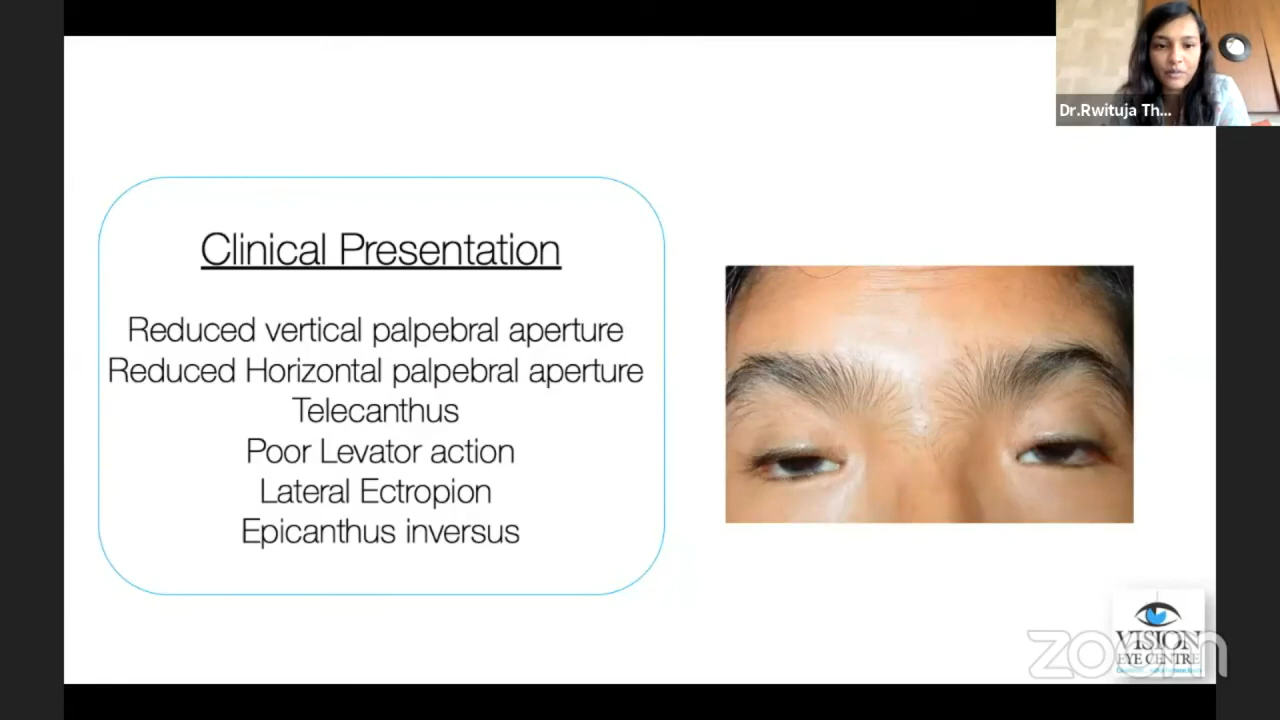 Dr.Rwituja Th...
Clinical Presentation
Reduced vertical palpebral aperture
Reduced Horizontal palpebral aperture
Telecanthus
Poor Levator action
Lateral Ectropion
Epicanthus inversus
VISION
EYE CENTRE
zoom